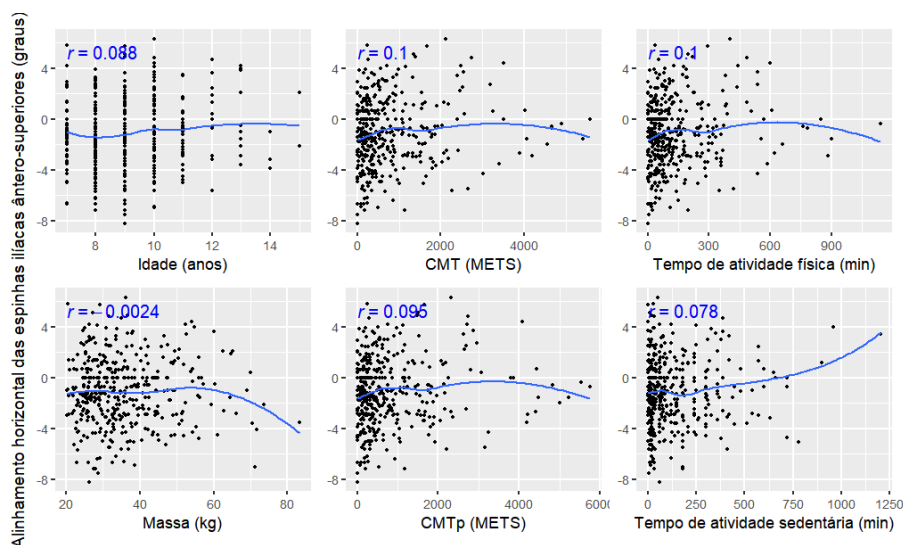 Alinhamento horizontal das espinhas ilíacas ântero-superiores (graus)
r = 0.088
4
0
-4
-8
8 10 12 14
Idade (anos)
r = 0.1
4
0
-4
-8
0 2000 4000
CMT (METS)
r = 0.1
4
0
-4
-8
0 300 600 900
Tempo de atividade física (min)
r = −0.0024
4
0
-4
-8
20 40 60 80
Massa (kg)
r = 0.095
4
0
-4
-8
0 2000 4000 6000
CMTp (METS)
r = 0.078
4
0
-4
-8
0 250 500 750 1000 1250
Tempo de atividade sedentária (min)